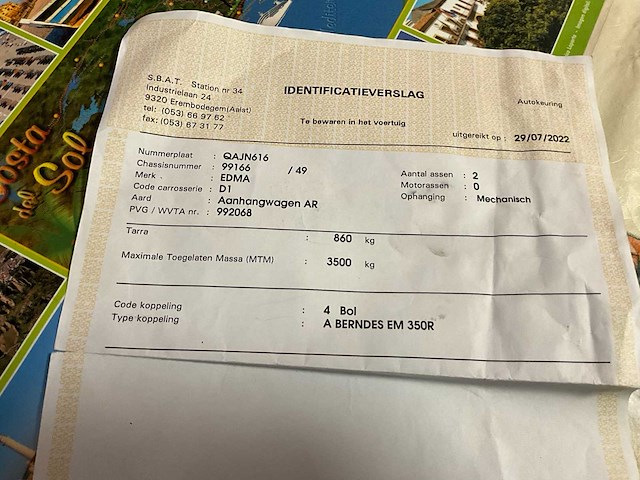 S.B.A.T. Station nr 34
Industrielaan 24
9320 Erembodegem(Aalst)
tel: (053) 66 97 62
fax: (053) 67 31 77
IDENTIFICATIEVERSLAG
Te bewaren in het voertuig
Autokeuring
uitgereikt op : 29/07/2022
Nummerplaat : QAJN616
Chassisnummer : 99166 / 49
Merk : EDMA
Code carrosserie : D1
Aard : Aanhangwagen AR
PVG / WVTA nr. : 992068
Aantal assen : 2
Motorassen : 0
Ophanging : Mechanisch
Tarra : 860 kg
Maximale Toegelaten Massa (MTM) : 3500 kg
Code koppeling : 4 Bol
Type koppeling : A BERNDES EM 350R
Costa
del Sol